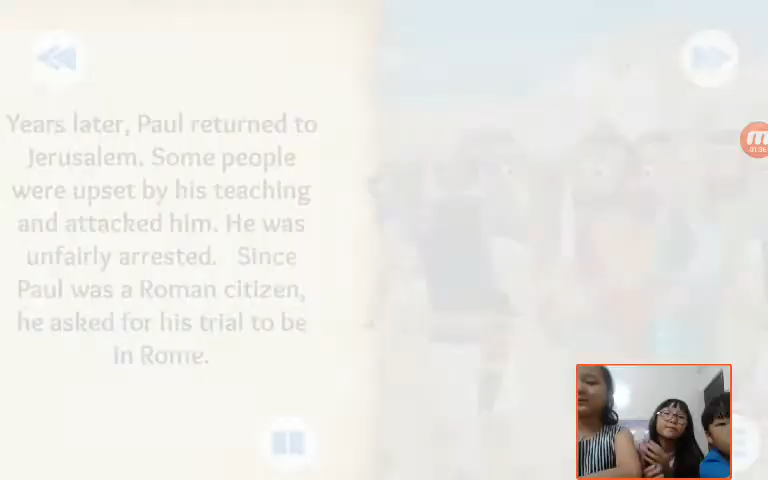 Years later, Paul returned to
Jerusalem. Some people
were upset by his teaching
and attacked him. He was
unfairly arrested. Since
Paul was a Roman citizen,
he asked for his trial to be
in Rome.